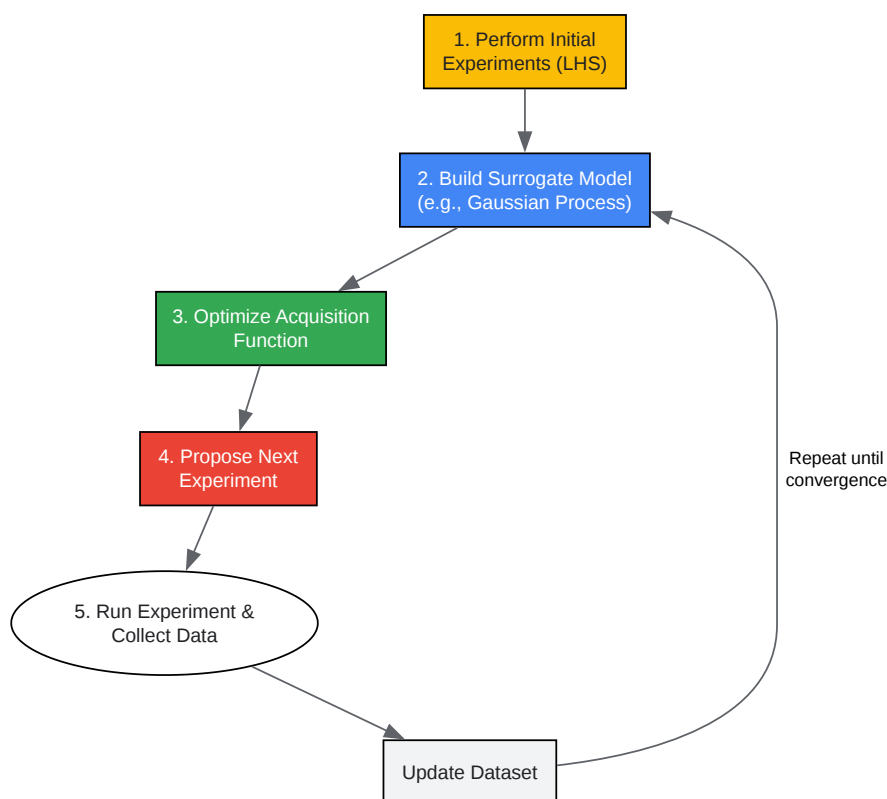 1. Perform Initial
Experiments (LHS)
2. Build Surrogate Model
(e.g., Gaussian Process)
3. Optimize Acquisition
Function
4. Propose Next
Experiment
Repeat until
convergence
5. Run Experiment &
Collect Data
Update Dataset